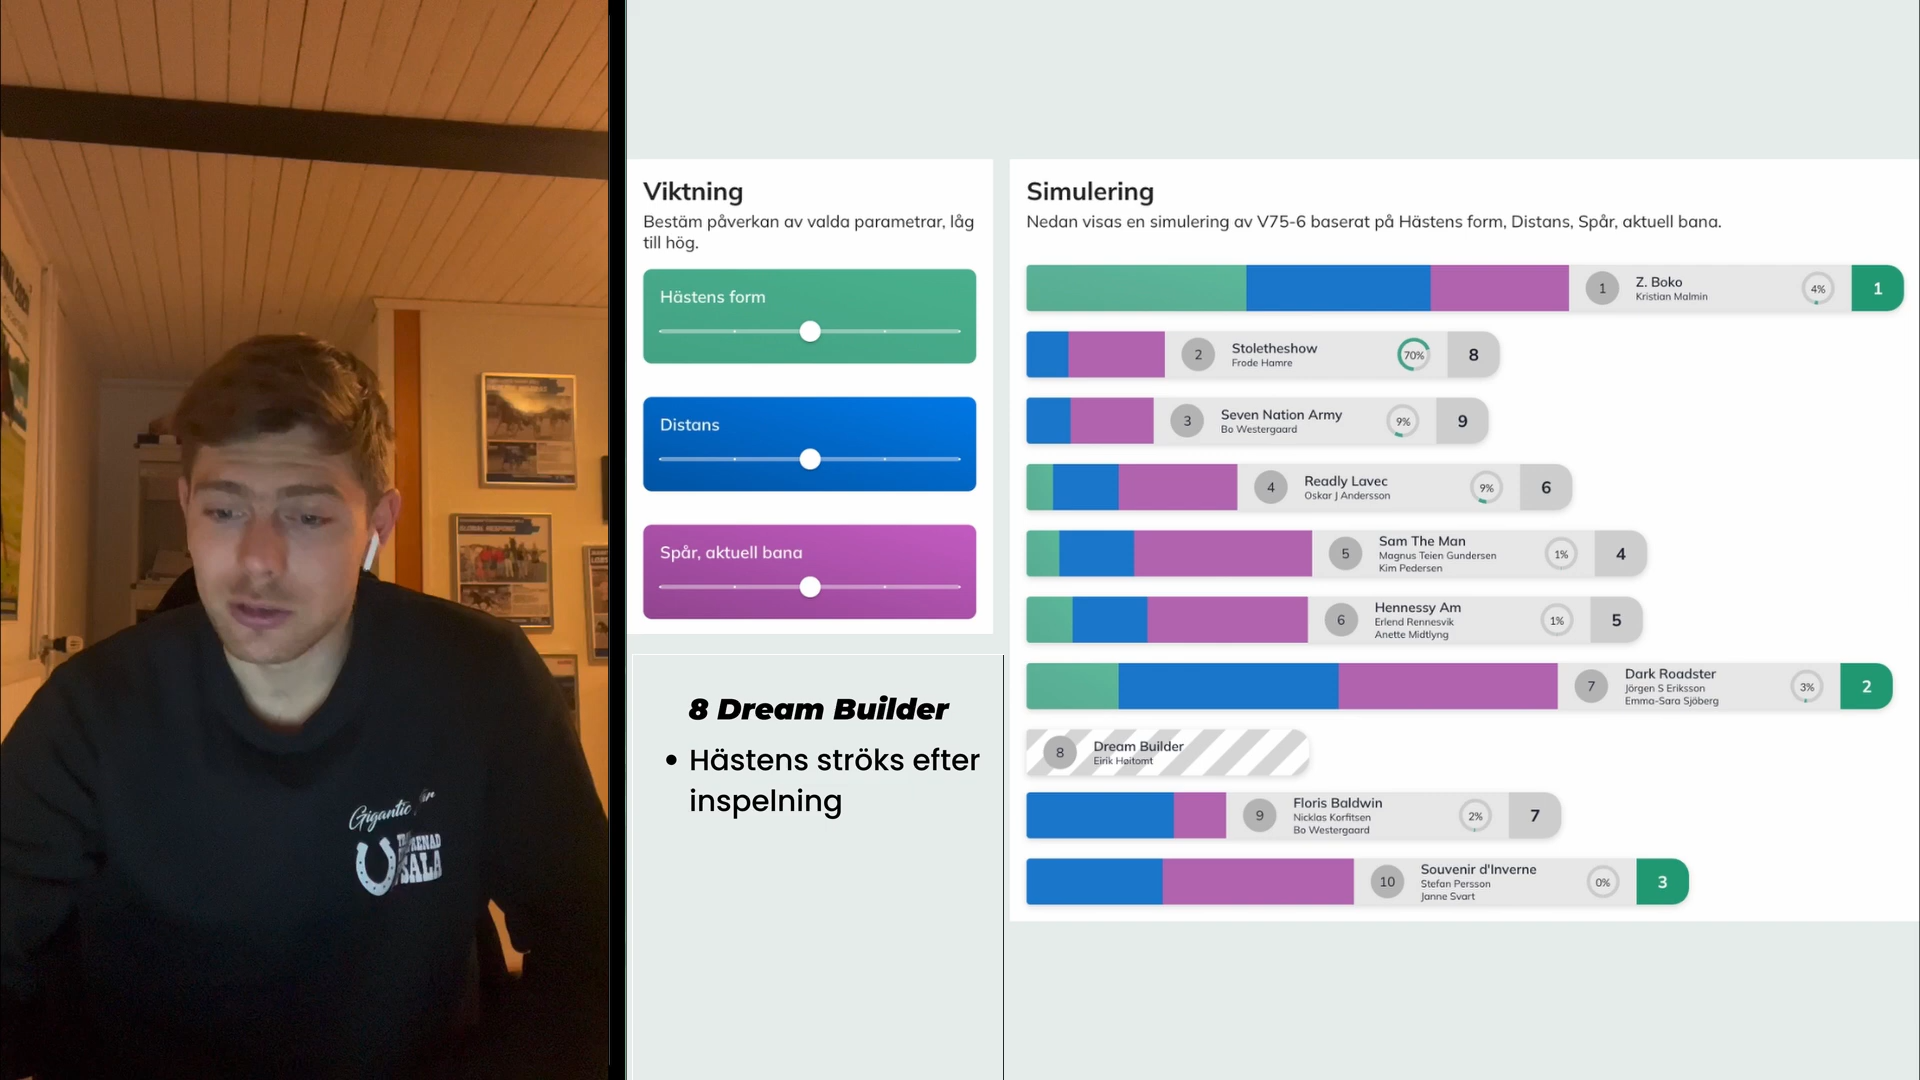 Viktning
Bestäm påverkan av valda parametrar, låg
till hög.
Hästens form
Distans
Spår, aktuell bana
8 Dream Builder
• Hästens ströks efter
inspelning
Simulering
Nedan visas en simulering av V75-6 baserat på Hästens form, Distans, Spår, aktuell bana.
1 Z. Boko 4% 1
Kristian Malmin
2 Stoletheshow 70% 8
Frode Hamre
3 Seven Nation Army 9% 9
Bo Westergaard
4 Readly Lavec 9% 6
Oskar J Andersson
5 Sam The Man 1% 4
Magnus Teien Gundersen
Kim Pedersen
6 Hennessy Am 1% 5
Erlend Rennesvik
Anette Midtlyng
7 Dark Roadster 3% 2
Jörgen S Eriksson
Emma-Sara Sjöberg
8 Dream Builder
Eirik Høitomt
9 Floris Baldwin 2% 7
Nicklas Korfitsen
Bo Westergaard
10 Souvenir d'Inverne 0% 3
Stefan Persson
Janne Svart
Gigantic
SALA
GLOBAL RESPONS